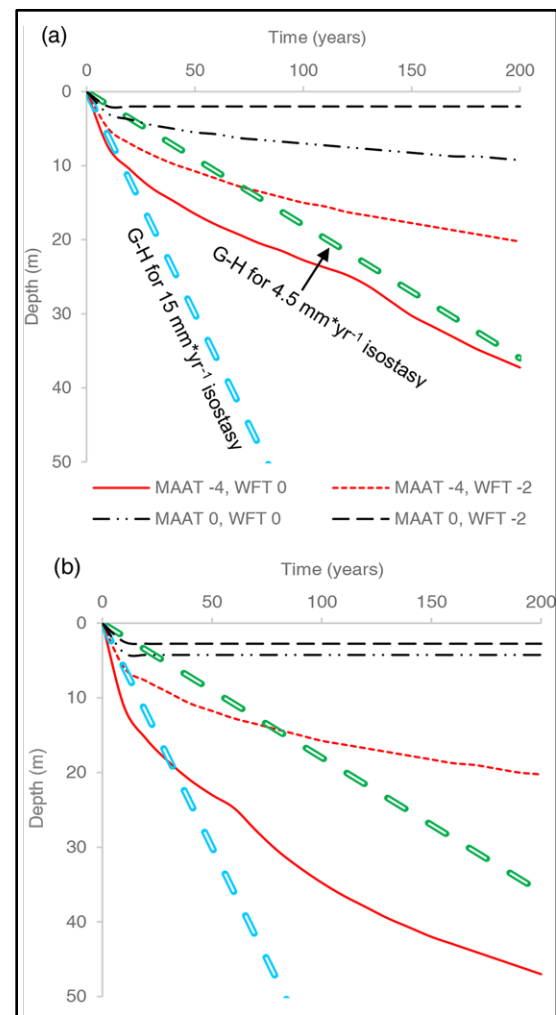 (a)
Time (years)
0 50 100 150 200
0
10
20
30
40
50
Depth (m)
G-H for 15 mm*yr⁻¹ isostasy
G-H for 4.5 mm*yr⁻¹ isostasy
MAAT -4, WFT 0 MAAT -4, WFT -2
MAAT 0, WFT 0 MAAT 0, WFT -2
(b)
Time (years)
0 50 100 150 200
0
10
20
30
40
50
Depth (m)